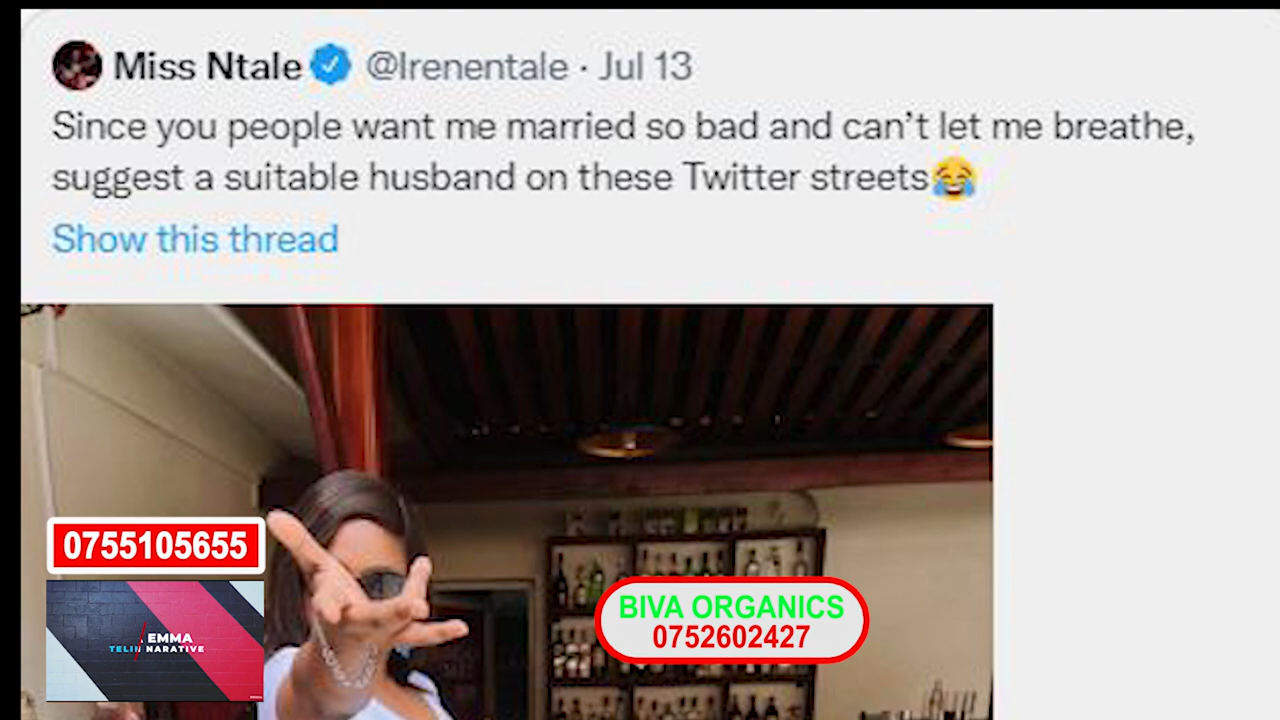 Miss Ntale @Irenentale · Jul 13
Since you people want me married so bad and can't let me breathe,
suggest a suitable husband on these Twitter streets😂
Show this thread
0755105655
EMMA
TELIN NARATIVE
BIVA ORGANICS
0752602427